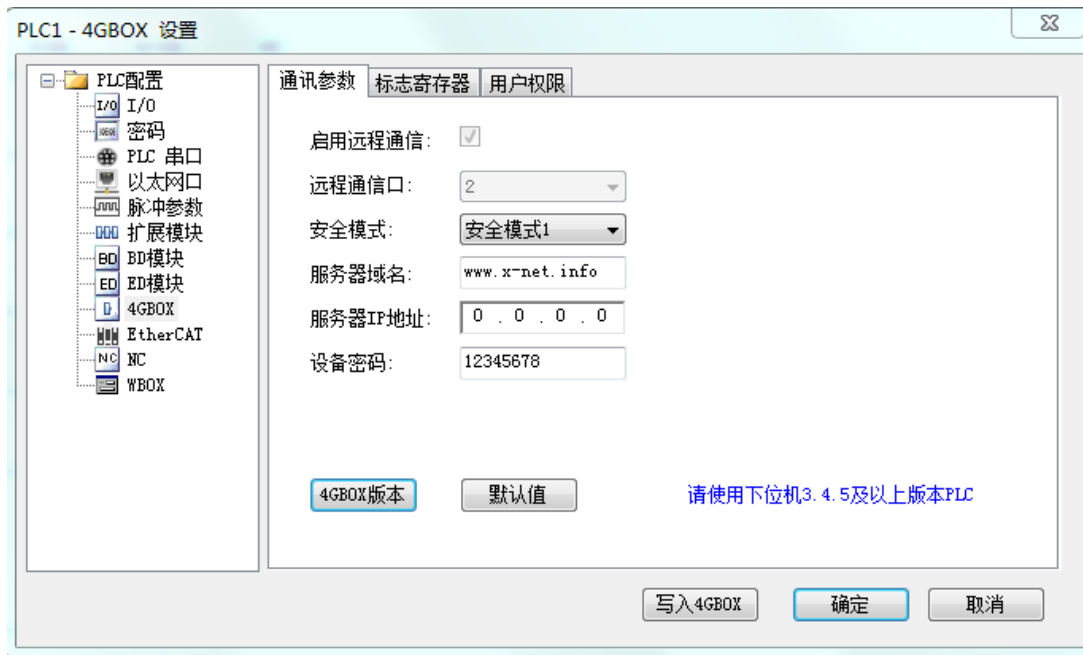 PLC1 - 4GBOX 设置
PLC配置
I/O I/O
密码
PLC 串口
以太网口
脉冲参数
扩展模块
BD BD模块
ED ED模块
4GBOX
EtherCAT
NC NC
WBOX
通讯参数 标志寄存器 用户权限
启用远程通信:
远程通信口: 2
安全模式: 安全模式1
服务器域名: www.x-net.info
服务器IP地址: 0 . 0 . 0 . 0
设备密码: 12345678
4GBOX版本 默认值 请使用下位机3.4.5及以上版本PLC
写入4GBOX 确定 取消